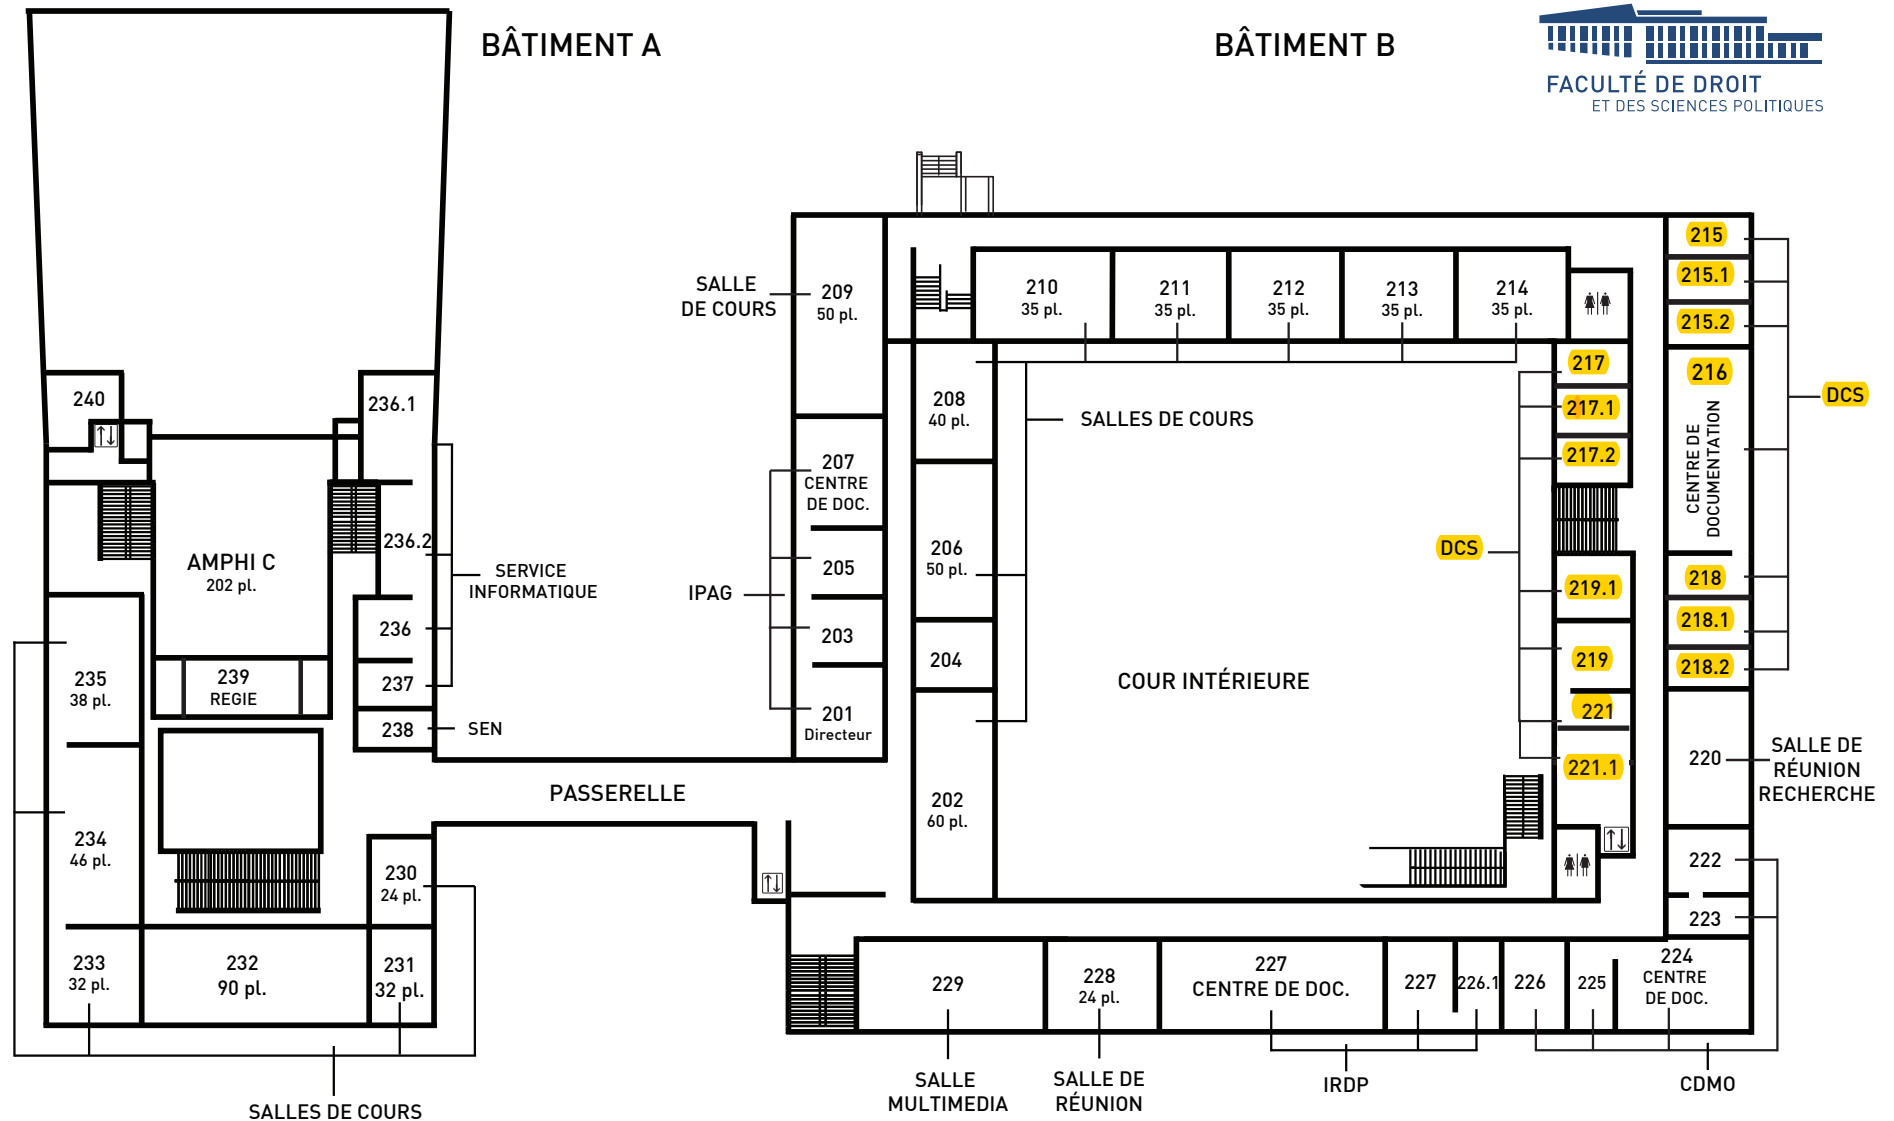 BÂTIMENT A
BÂTIMENT B
FACULTÉ DE DROIT
ET DES SCIENCES POLITIQUES
240
236.1
AMPHI C
202 pl.
236.2
SERVICE
INFORMATIQUE
236
237
238
SEN
239
REGIE
235
38 pl.
234
46 pl.
233
32 pl.
232
90 pl.
231
32 pl.
230
24 pl.
SALLES DE COURS
PASSERELLE
SALLE
DE COURS
209
50 pl.
207
CENTRE
DE DOC.
205
203
201
Directeur
IPAG
210
35 pl.
211
35 pl.
212
35 pl.
213
35 pl.
214
35 pl.
208
40 pl.
206
50 pl.
204
202
60 pl.
SALLES DE COURS
COUR INTÉRIEURE
217
217.1
217.2
DCS
219.1
219
221
221.1
215
215.1
215.2
216
CENTRE DE
DOCUMENTATION
DCS
218
218.1
218.2
220
SALLE DE
RÉUNION
RECHERCHE
222
223
224
CENTRE
DE DOC.
225
226
226.1
227
227
CENTRE DE DOC.
228
24 pl.
229
SALLE
MULTIMEDIA
SALLE DE
RÉUNION
IRDP
CDMO